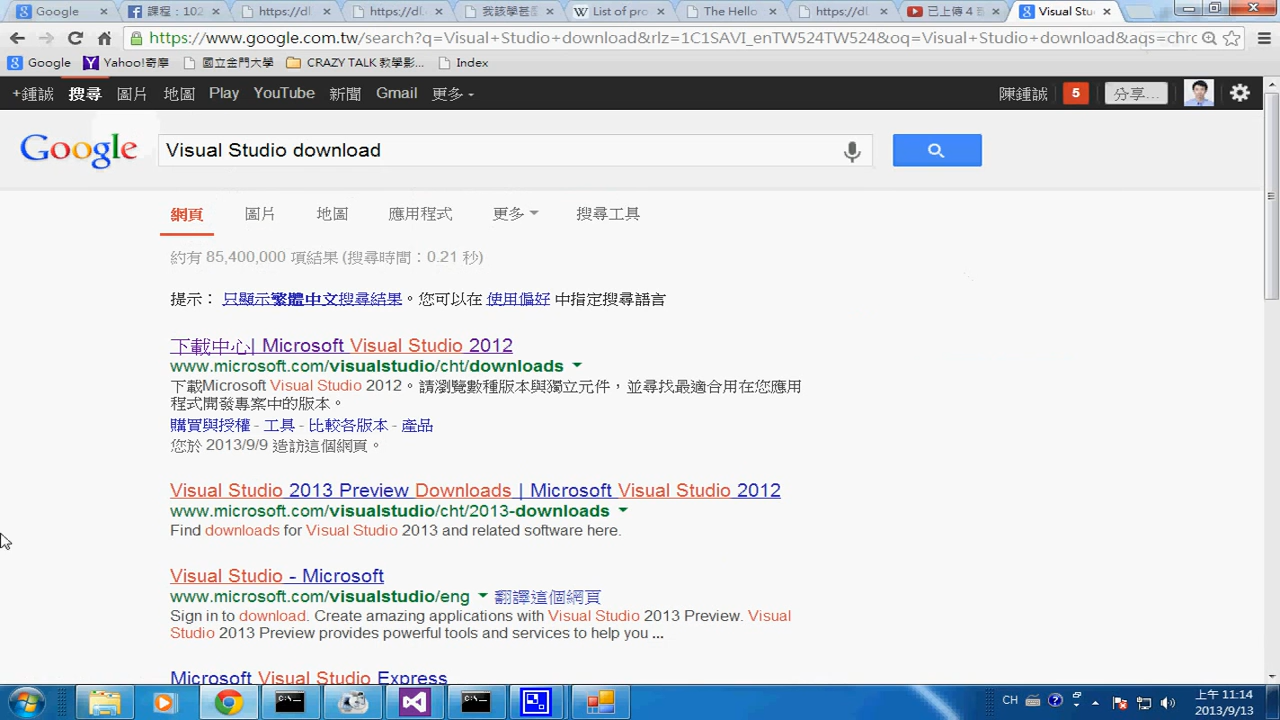 Google
課程：102
https://dl
https://dl.
我該學甚
List of pro
The Hello
https://dl
已上傳 4
Visual Stu
https://www.google.com.tw/search?q=Visual+Studio+download&rlz=1C1SAVI_enTW524TW524&oq=Visual+Studio+download&aqs=chrc
Google
Yahoo!奇摩
國立金門大學
CRAZY TALK 教學影...
Index
+鍾誠 搜尋 圖片 地圖 Play YouTube 新聞 Gmail 更多
陳鍾誠 5 分享...
Google
Visual Studio download
網頁 圖片 地圖 應用程式 更多 搜尋工具
約有 85,400,000 項結果 (搜尋時間：0.21 秒)
提示： 只顯示繁體中文搜尋結果。您可以在 使用偏好 中指定搜尋語言
下載中心| Microsoft Visual Studio 2012
www.microsoft.com/visualstudio/cht/downloads
下載Microsoft Visual Studio 2012。請瀏覽數種版本與獨立元件，並尋找最適合用在您應用
程式開發專案中的版本。
購買與授權 - 工具 - 比較各版本 - 產品
您於 2013/9/9 造訪這個網頁。
Visual Studio 2013 Preview Downloads | Microsoft Visual Studio 2012
www.microsoft.com/visualstudio/cht/2013-downloads
Find downloads for Visual Studio 2013 and related software here.
Visual Studio - Microsoft
www.microsoft.com/visualstudio/eng 翻譯這個網頁
Sign in to download. Create amazing applications with Visual Studio 2013 Preview. Visual
Studio 2013 Preview provides powerful tools and services to help you ...
Microsoft Visual Studio Express
CH
上午 11:14
2013/9/13